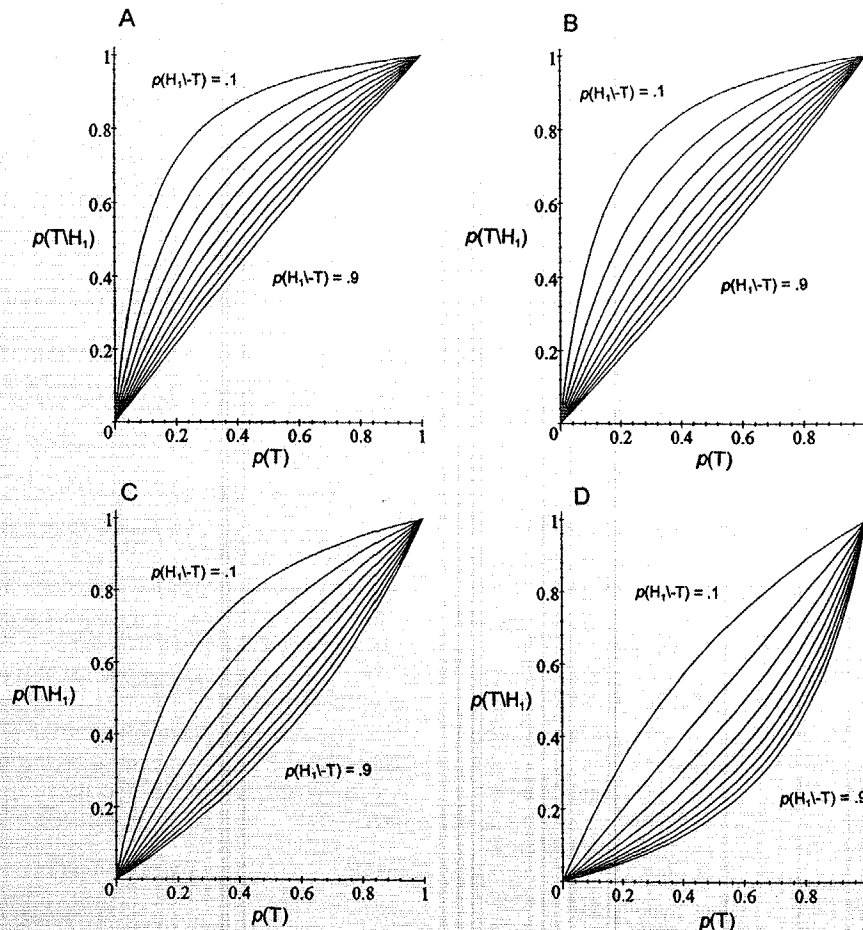 A
1
p(H₁\-T) = .1
0.8
0.6
p(T\H₁)
0.4
p(H₁\-T) = .9
0.2
0
0.2
0.4
0.6
0.8
1
p(T)
B
1
p(H₁\-T) = .1
0.8
0.6
p(T\H₁)
0.4
p(H₁\-T) = .9
0.2
0
0.2
0.4
0.6
0.8
p(T)
C
1
p(H₁\-T) = .1
0.8
0.6
p(T\H₁)
0.4
p(H₁\-T) = .9
0.2
0
0.2
0.4
0.6
0.8
1
p(T)
D
1
p(H₁\-T) = .1
0.8
0.6
p(T\H₁)
0.4
0.2
p(H₁\-T) = .9
0
0.2
0.4
0.6
0.8
p(T)